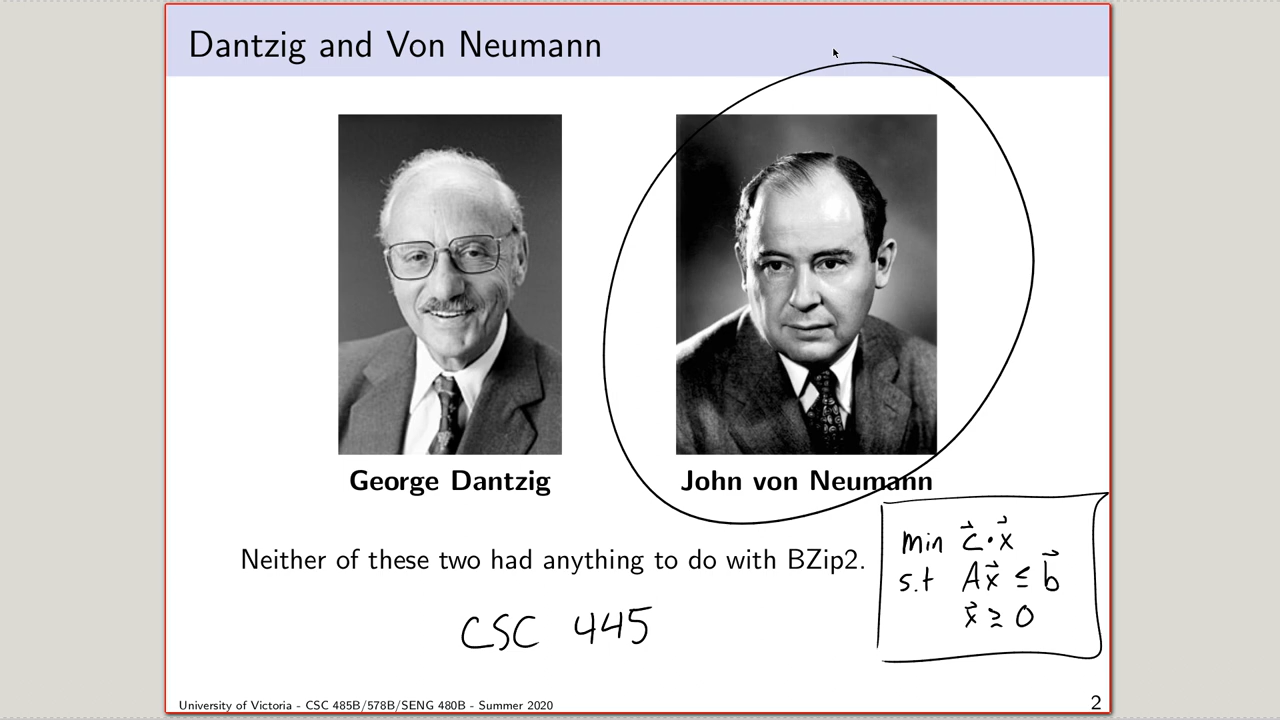 Dantzig and Von Neumann
George Dantzig
John von Neumann
Neither of these two had anything to do with BZip2.
min c⃗·x⃗
s.t Ax⃗ ≤ b⃗
x⃗ ≥ 0
CSC 445
University of Victoria - CSC 485B/578B/SENG 480B - Summer 2020
2